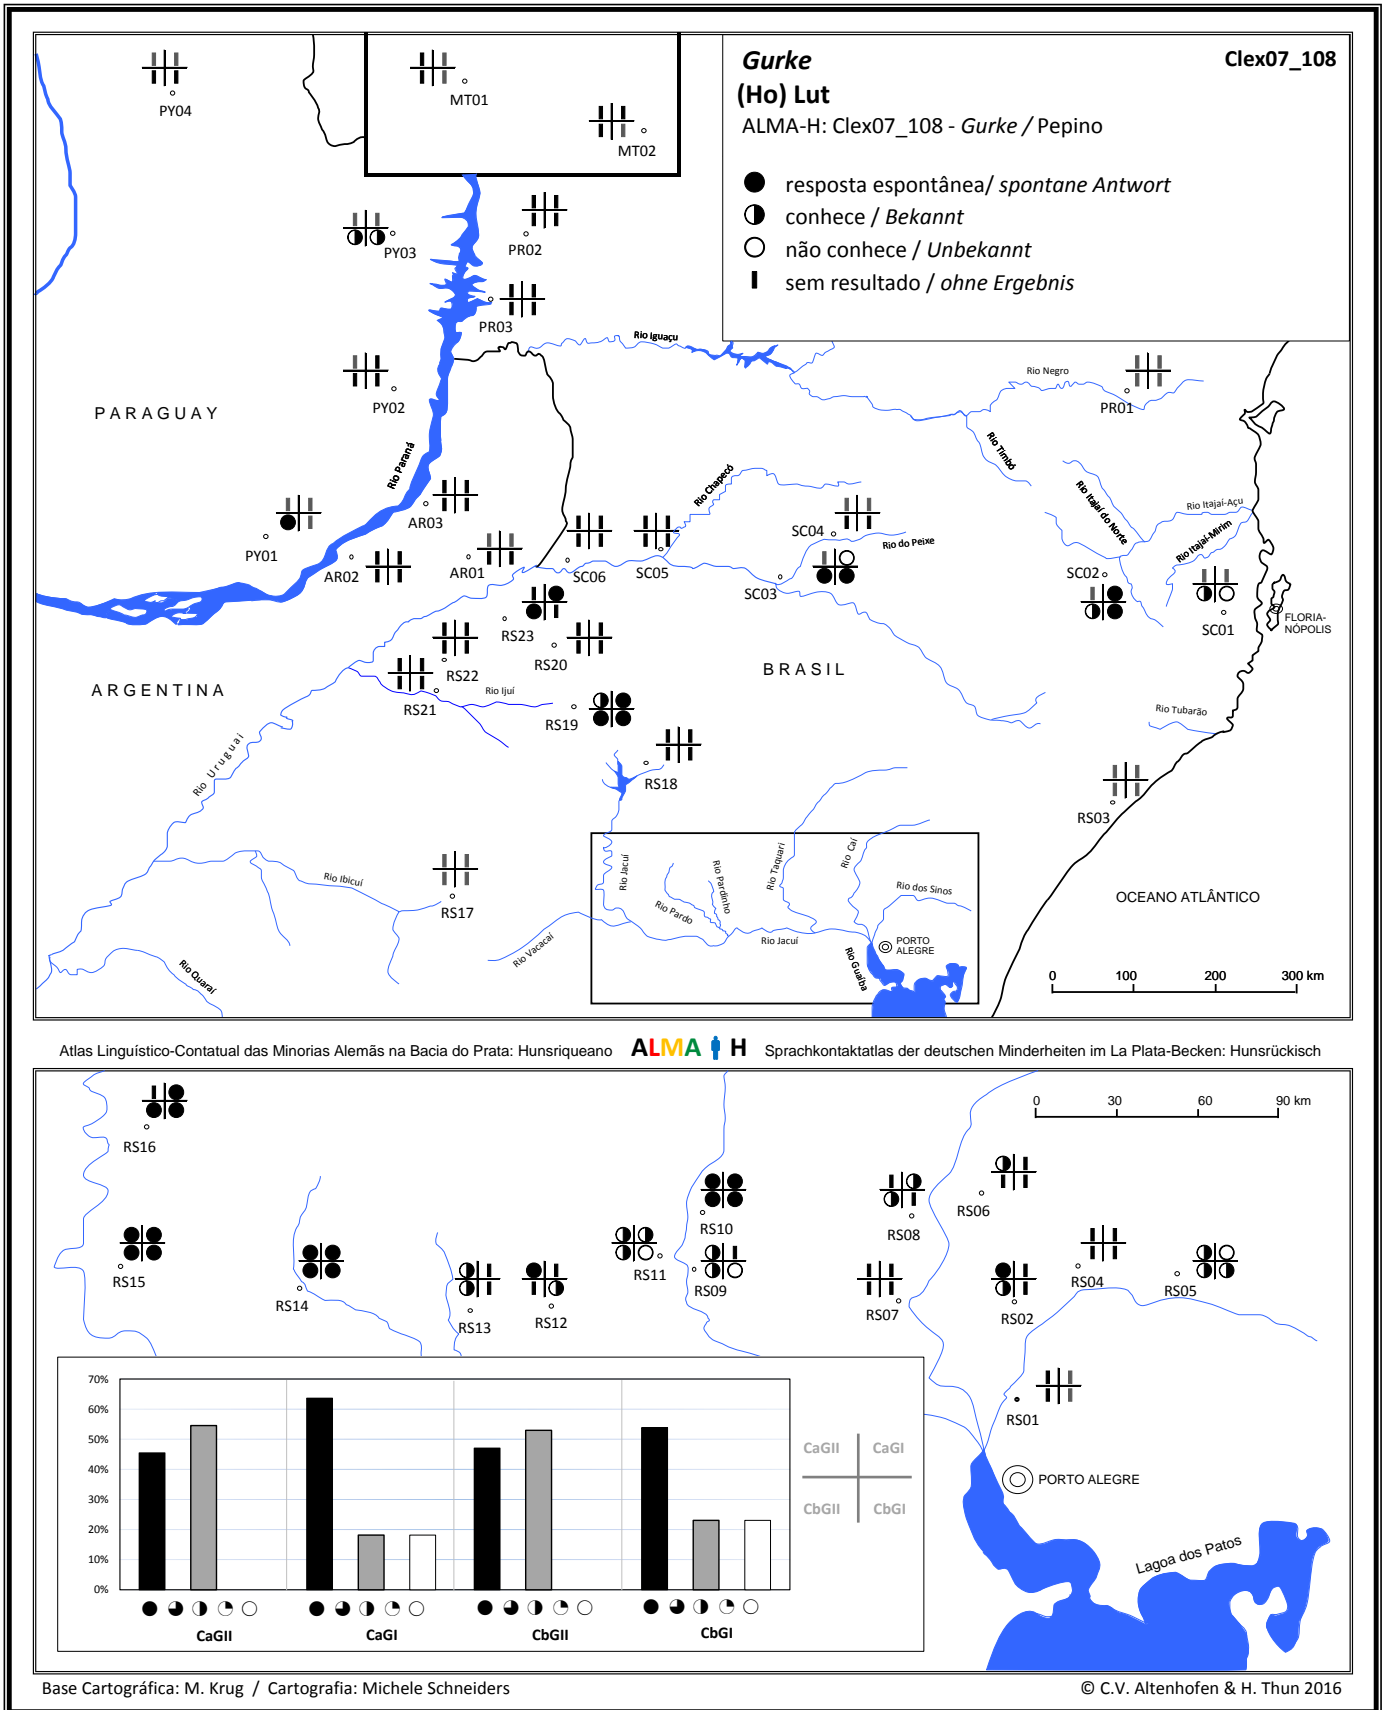 Gurke
Clex07_108
(Ho) Lut
ALMA-H: Clex07_108 - Gurke / Pepino
resposta espontânea/ spontane Antwort
conhece / Bekannt
não conhece / Unbekannt
sem resultado / ohne Ergebnis
PY04
MT01
MT02
PY03
PR02
PR03
Rio Iguaçu
PY02
Rio Negro
PR01
PARAGUAY
Rio Paraná
Rio Timbó
Rio Chapecó
Rio Itajaí do Norte
Rio Itajaí-Açu
Rio Itajaí-Mirim
AR03
PY01
AR02
AR01
SC06
SC05
SC04
Rio do Peixe
SC03
SC02
SC01
FLORIA-
NÓPOLIS
RS23
RS20
RS22
BRASIL
ARGENTINA
RS21
Rio Ijuí
RS19
Rio Tubarão
Rio Uruguai
RS18
RS03
Rio Jacuí
Rio Pardinho
Rio Taquari
Rio Caí
Rio Ibicuí
RS17
Rio Pardo
Rio dos Sinos
OCEANO ATLÂNTICO
Rio Vacacaí
Rio Jacuí
PORTO
ALEGRE
Rio Guaíba
Rio Quaraí
0 100 200 300 km
Atlas Linguístico-Contatual das Minorias Alemãs na Bacia do Prata: Hunsriqueano ALMA H Sprachkontaktatlas der deutschen Minderheiten im La Plata-Becken: Hunsrückisch
0 30 60 90 km
RS16
RS10
RS08
RS06
RS15
RS14
RS13
RS12
RS11
RS09
RS07
RS02
RS04
RS05
RS01
70%
60%
50%
40%
30%
20%
10%
0%
CaGII
CaGI
CbGII
CbGI
CaGII CaGI
CbGII CbGI
PORTO ALEGRE
Lagoa dos Patos
Base Cartográfica: M. Krug / Cartografia: Michele Schneiders
© C.V. Altenhofen & H. Thun 2016